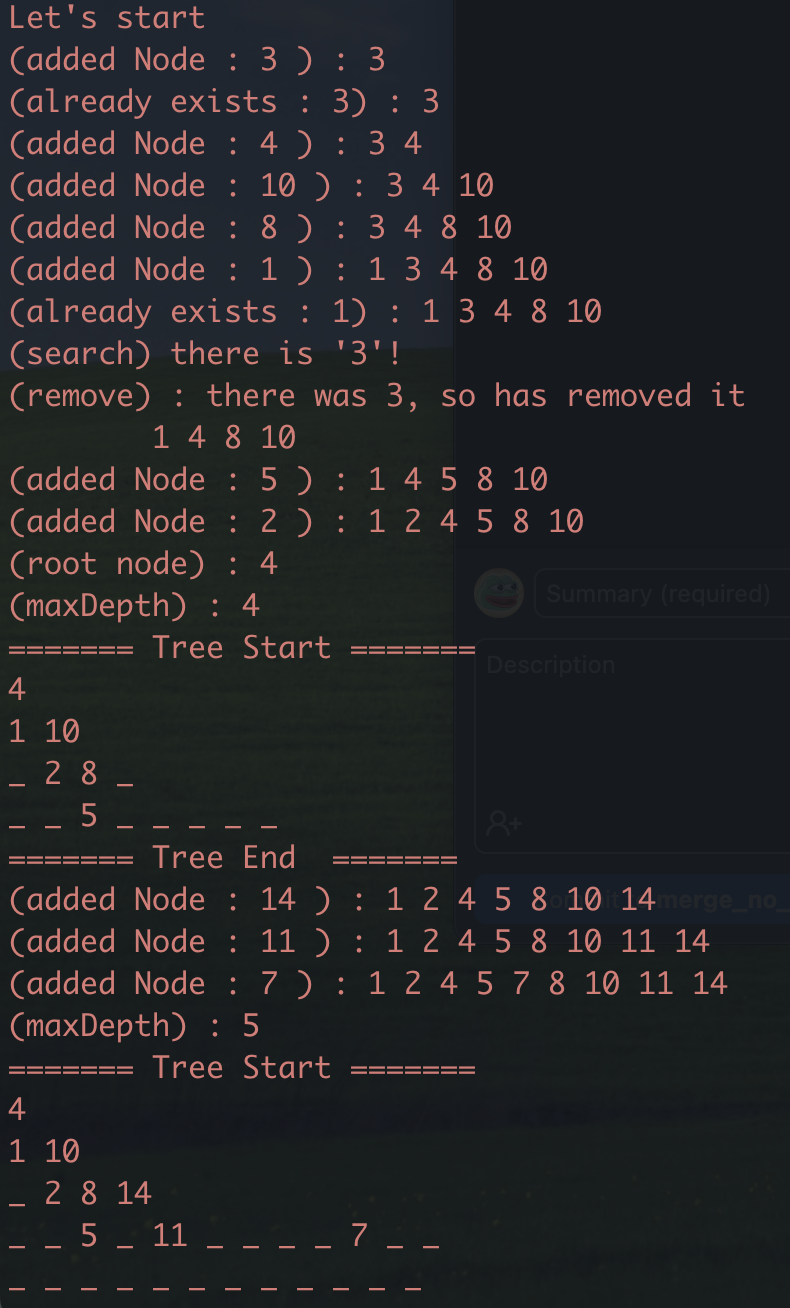 Let's start
(added Node : 3 ) : 3
(already exists : 3) : 3
(added Node : 4 ) : 3 4
(added Node : 10 ) : 3 4 10
(added Node : 8 ) : 3 4 8 10
(added Node : 1 ) : 1 3 4 8 10
(already exists : 1) : 1 3 4 8 10
(search) there is '3'!
(remove) : there was 3, so has removed it
1 4 8 10
(added Node : 5 ) : 1 4 5 8 10
(added Node : 2 ) : 1 2 4 5 8 10
(root node) : 4
(maxDepth) : 4
Summary (required)
======= Tree Start =======
Description
4
1 10
_ 2 8 _
_ _ 5 _ _ _ _ _
======= Tree End  =======
(added Node : 14 ) : 1 2 4 5 8 10 14
merge_no_
(added Node : 11 ) : 1 2 4 5 8 10 11 14
(added Node : 7 ) : 1 2 4 5 7 8 10 11 14
(maxDepth) : 5
======= Tree Start =======
4
1 10
_ 2 8 14
_ _ 5 _ 11 _ _ _ _ 7 _ _
_ _ _ _ _ _ _ _ _ _ _ _